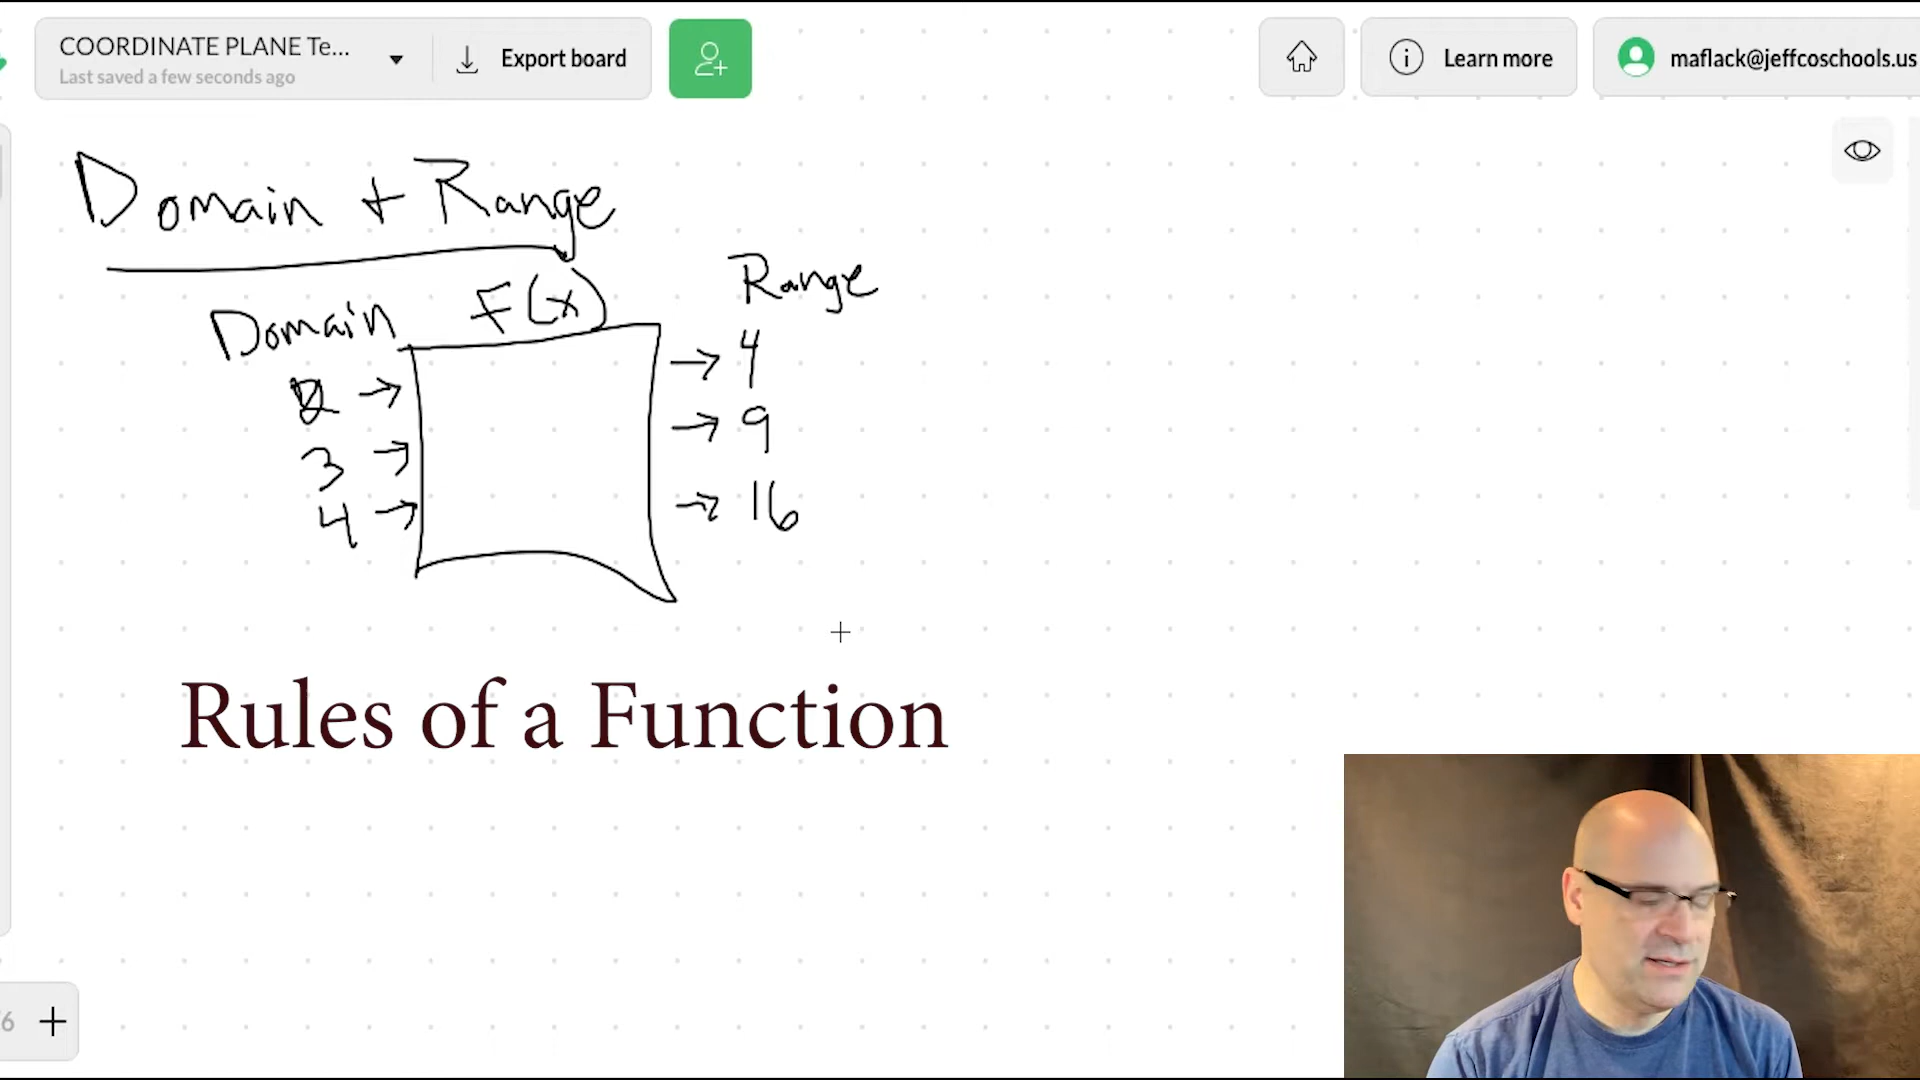 COORDINATE PLANE Te...
Last saved a few seconds ago
Export board
Learn more
maflack@jeffcoschools.us
Domain + Range
Domain F(x) Range
2 → → 4
3 → → 9
4 → → 16
Rules of a Function
6 +